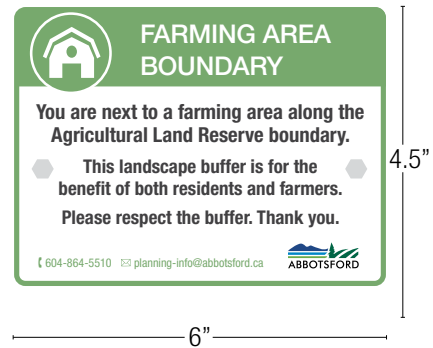 FARMING AREA
BOUNDARY
You are next to a farming area along the
Agricultural Land Reserve boundary.
This landscape buffer is for the
benefit of both residents and farmers.
Please respect the buffer. Thank you.
604-864-5510 planning-info@abbotsford.ca
ABBOTSFORD
4.5”
6”